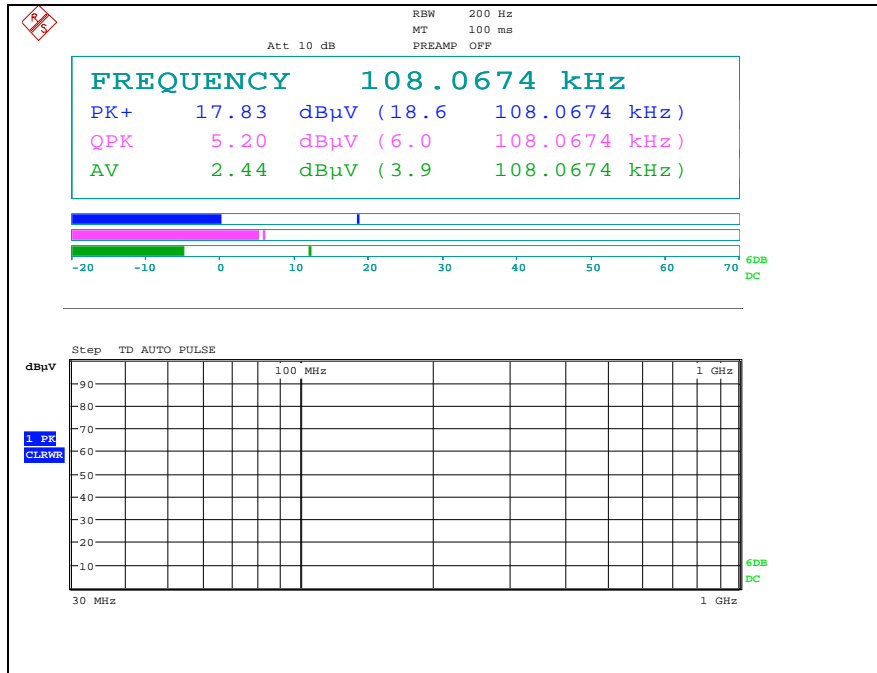 R
S
RBW 200 Hz
MT 100 ms
Att 10 dB PREAMP OFF
FREQUENCY 108.0674 kHz
PK+ 17.83 dBµV (18.6 108.0674 kHz)
QPK 5.20 dBµV (6.0 108.0674 kHz)
AV 2.44 dBµV (3.9 108.0674 kHz)
-20 -10 0 10 20 30 40 50 60 70
6DB
DC
Step TD AUTO PULSE
dBµV
100 MHz 1 GHz
90
80
70
1 PK
CLRWR
60
50
40
30
20
10
6DB
DC
30 MHz 1 GHz